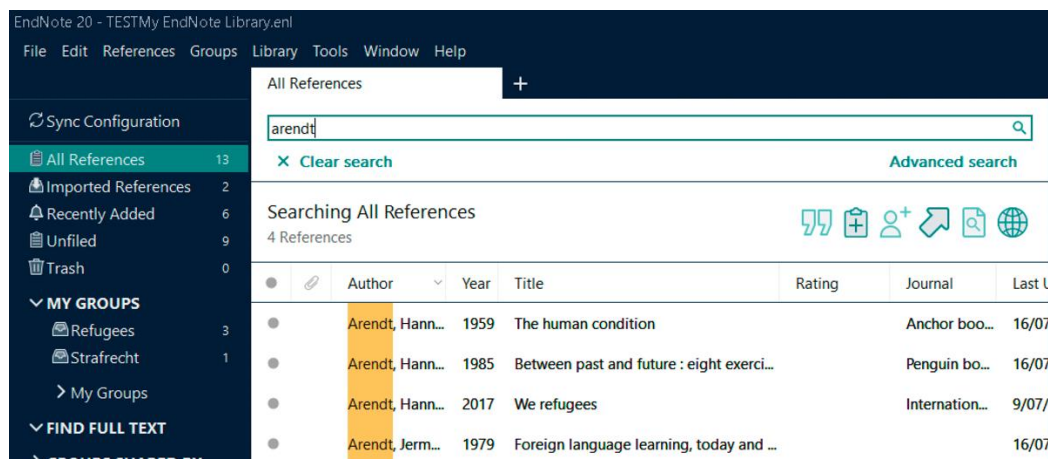 EndNote 20 - TESTMy EndNote Library.enl
File Edit References Groups Library Tools Window Help
All References +
Sync Configuration
All References 13
Imported References 2
Recently Added 6
Unfiled 9
Trash 0
MY GROUPS
Refugees 3
Strafrecht 1
My Groups
FIND FULL TEXT
arendt
Clear search Advanced search
Searching All References
4 References
Author Year Title Rating Journal Last U
Arendt, Hann... 1959 The human condition Anchor boo... 16/07
Arendt, Hann... 1985 Between past and future : eight exerci... Penguin bo... 16/07
Arendt, Hann... 2017 We refugees Internation... 9/07/
Arendt, Jerm... 1979 Foreign language learning, today and ... 16/07